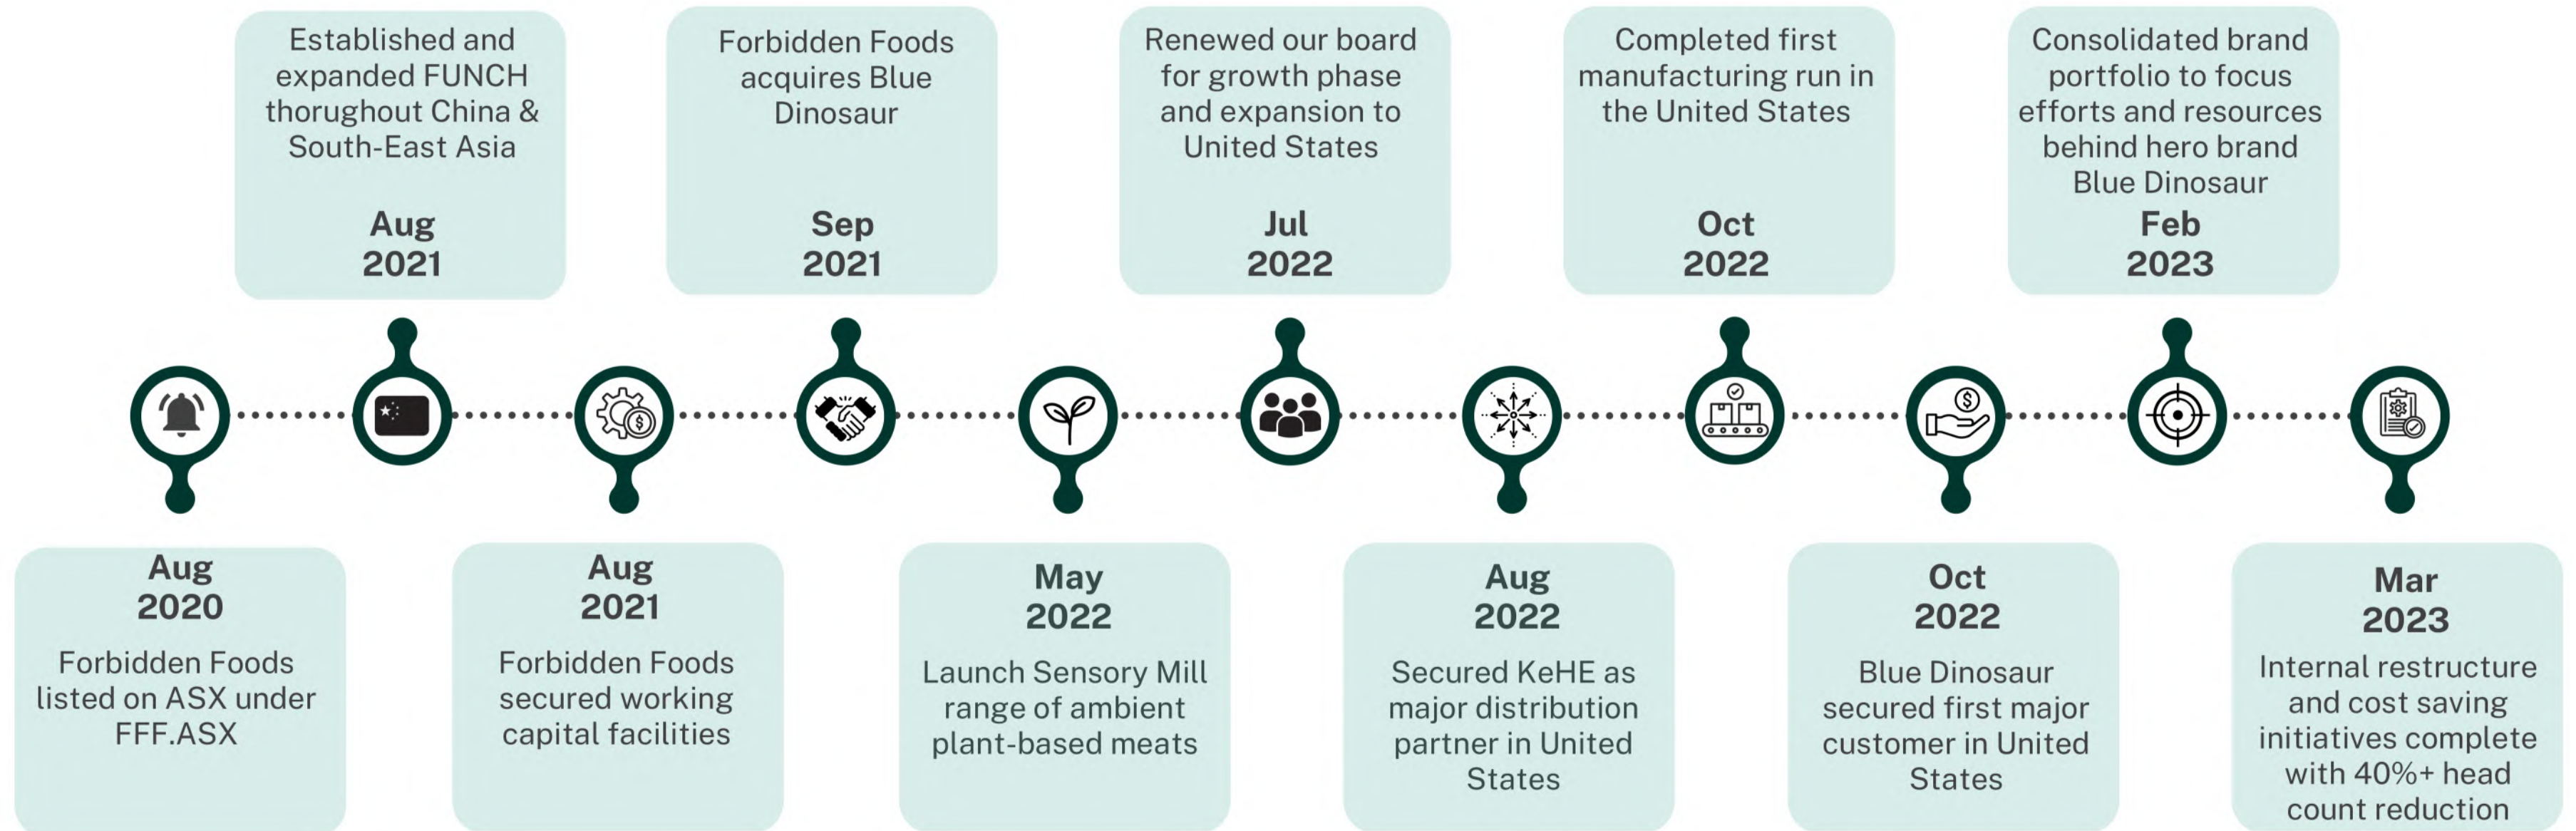 Established and
expanded FUNCH
thorughout China &
South-East Asia
Aug
2021
Forbidden Foods
acquires Blue
Dinosaur
Sep
2021
Renewed our board
for growth phase
and expansion to
United States
Jul
2022
Completed first
manufacturing run in
the United States
Oct
2022
Consolidated brand
portfolio to focus
efforts and resources
behind hero brand
Blue Dinosaur
Feb
2023
Aug
2020
Forbidden Foods
listed on ASX under
FFF.ASX
Aug
2021
Forbidden Foods
secured working
capital facilities
May
2022
Launch Sensory Mill
range of ambient
plant-based meats
Aug
2022
Secured KeHE as
major distribution
partner in United
States
Oct
2022
Blue Dinosaur
secured first major
customer in United
States
Mar
2023
Internal restructure
and cost saving
initiatives complete
with 40%+ head
count reduction